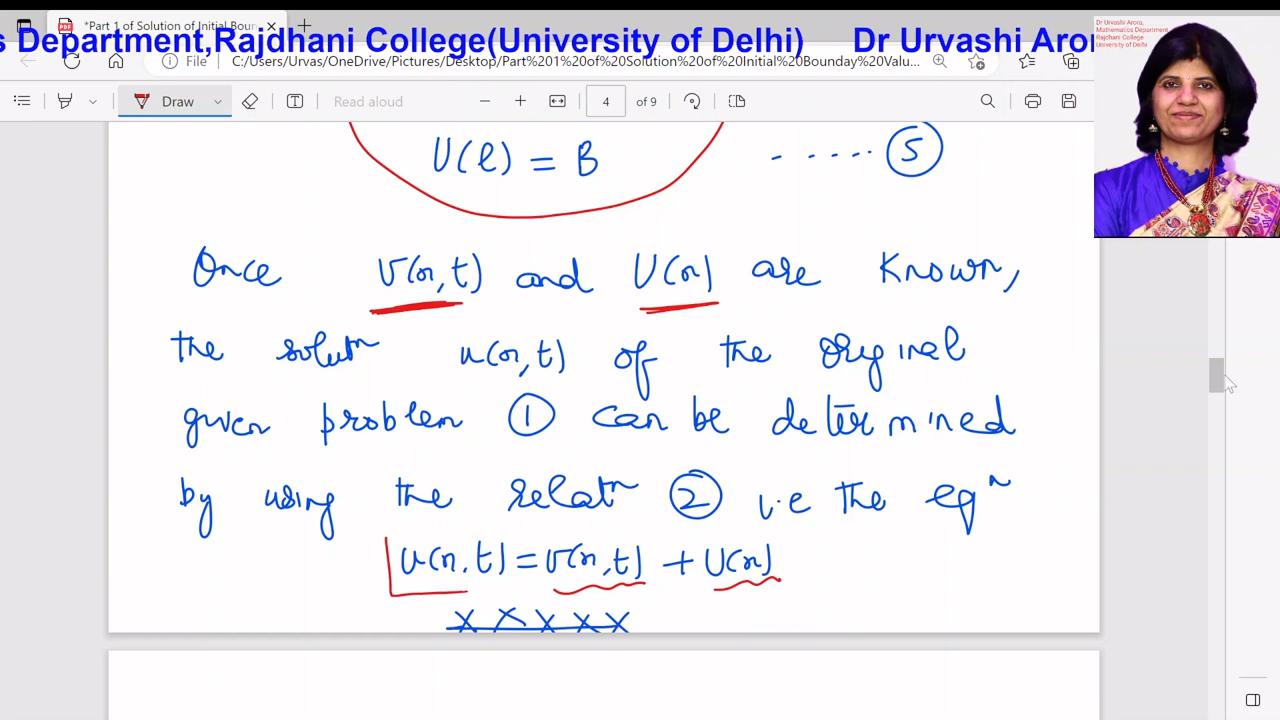 *Part 1 of Solution of Initial Boun
s Department,Rajdhani College(University of Delhi) Dr Urvashi Aror
Dr Urvashi Arora,
Mathematics Department,
Rajdhani College
University of Delhi
File C:/Users/Urvas/OneDrive/Pictures/Desktop/Part%201%20of%20Solution%20of%20Initial%20Bounday%20Valu...
Draw Read aloud 4 of 9
U(l) = B ..... ⑤
Once v(x,t) and U(x) are known,
the solutn u(x,t) of the original
given problem ① can be determined
by using the relatn ② i.e the eqn
u(x,t) = v(x,t) + U(x)
x x x x x